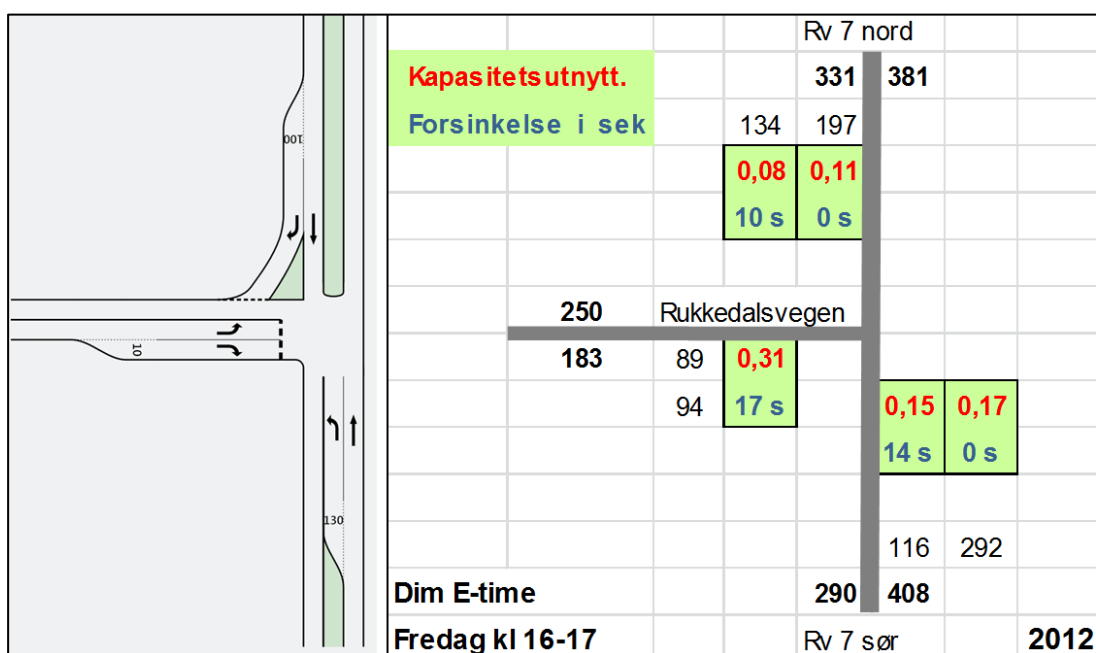 100
10
130
Rv 7 nord
Kapasitetsutnytt. 331 381
Forsinkelse i sek 134 197
0,08 0,11
10 s 0 s
250 Rukkedalsvegen
183 89 0,31
94 17 s 0,15 0,17
14 s 0 s
116 292
Dim E-time 290 408
Fredag kl 16-17 Rv 7 sør 2012